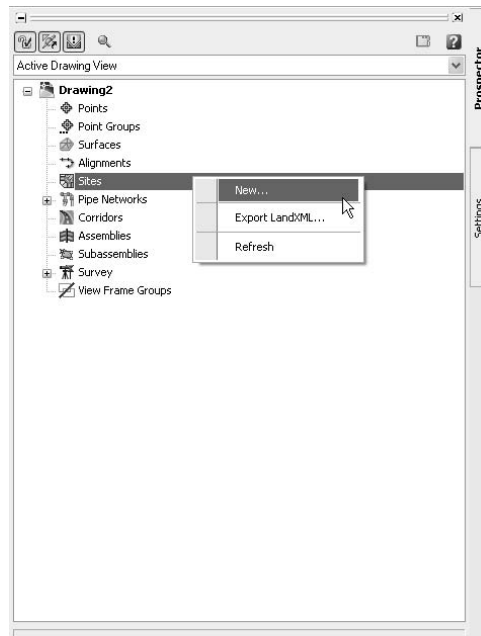 Active Drawing View
Drawing2
Points
Point Groups
Surfaces
Alignments
Sites
New...
Export LandXML...
Refresh
Pipe Networks
Corridors
Assemblies
Subassemblies
Survey
View Frame Groups
Prospector
Settings